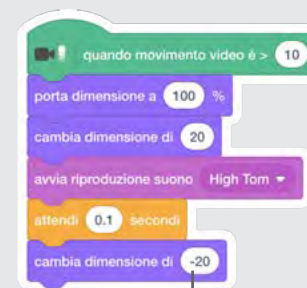 quando movimento video è > 10
porta dimensione a 100 %
cambia dimensione di 20
avvia riproduzione suono High Tom
attendi 0.1 secondi
cambia dimensione di -20